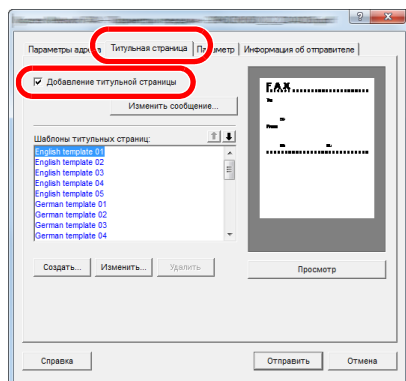 Параметры адреса Титульная страница Параметр Информация об отправителе
Добавление титульной страницы
Изменить сообщение...
Шаблоны титульных страниц:
English template 01
English template 02
English template 03
English template 04
English template 05
German template 01
German template 02
German template 03
German template 04
Создать... Изменить... Удалить
FAX
To:
From:
Просмотр
Справка Отправить Отмена